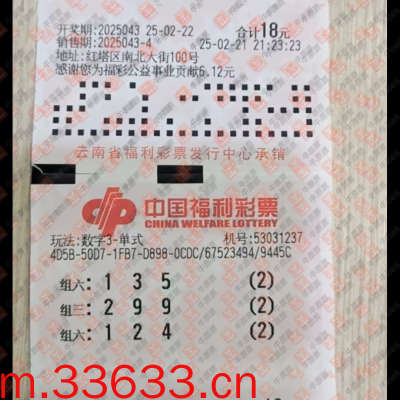 开奖期:2025043 25-02-22 合计18元
销售期:2025043-4 25-02-21 21:23:23
地址:红塔区南北大街100号
感谢您为福彩公益事业贡献6.12元
云南省福利彩票发行中心承销
中国福利彩票
CHINA WELFARE LOTTERY
玩法:数字3-单式 机号:53031237
4D5B-50D7-1FB7-D898-0CDC/67523494/9445C
组六: 1 3 5 (2)
组三: 2 9 9 (2)
组六: 1 2 4 (2)
m.33633.cn